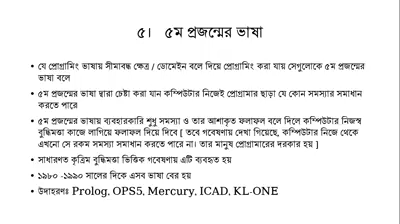 ৫। ৫ম প্রজন্মের ভাষা
• যে প্রোগ্রামিং ভাষায় সীমাবদ্ধ ক্ষেত্র / ডোমেইন বলে দিয়ে প্রোগ্রামিং করা যায় সেগুলোকে ৫ম প্রজন্মের
ভাষা বলে
• ৫ম প্রজন্মের ভাষা দ্বারা চেষ্টা করা যান কম্পিউটার নিজেই প্রোগ্রামার ছাড়া যে কোন সমস্যার সমাধান
করতে পারে
• ৫ম প্রজন্মের ভাষায় ব্যবহারকারি শুধু সমস্যা ও তার আশাকৃত ফলাফল বলে দিলে কম্পিউটার নিজস্ব
বুদ্ধিমত্তা কাজে লাগিয়ে ফলাফল দিয়ে দিবে [ তবে গবেষণায় দেখা গিয়েছে, কম্পিউটার নিজে থেকে
এখনো সে রকম সমস্যা সমাধান করতে পারে না। তার মানুষ প্রোগ্রামারের দরকার হয় ]
• সাধারণত কৃত্রিম বুদ্ধিমত্তা ভিত্তিক গবেষণায় এটি ব্যবহৃত হয়
• ১৯৮০ -১৯৯০ সালের দিকে এসব ভাষা বের হয়
• উদাহরণঃ Prolog, OPS5, Mercury, ICAD, KL-ONE